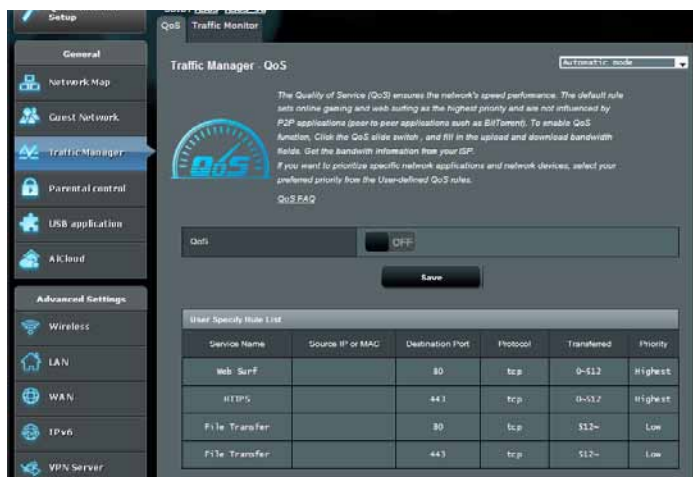 Setup
QoS Traffic Monitor
General
Network Map
Guest Network
Traffic Manager
Parental control
USB application
AiCloud
Advanced Settings
Wireless
LAN
WAN
IPv6
VPN Server
Traffic Manager - QoS
Automatic mode
The Quality of Service (QoS) ensures the network's speed performance. The default rule
sets online gaming and web surfing as the highest priority and are not influenced by
P2P applications (peer to peer applications such as BitTorrent). To enable QoS
function, Click the QoS slide switch , and fill in the upload and download bandwidth
fields. Get the bandwidth information from your ISP.
If you want to prioritize specific network applications and network devices, select your
preferred priority from the User-defined QoS rules.
QoS FAQ
QoS
QoS
OFF
Save
User Specify Rule List
Service Name Source IP or MAC Destination Port Protocol Transferred Priority
Web Surf 80 tcp 0~512 Highest
HTTPS 443 tcp 0~512 Highest
File Transfer 80 tcp 512~ Low
File Transfer 443 tcp 512~ Low